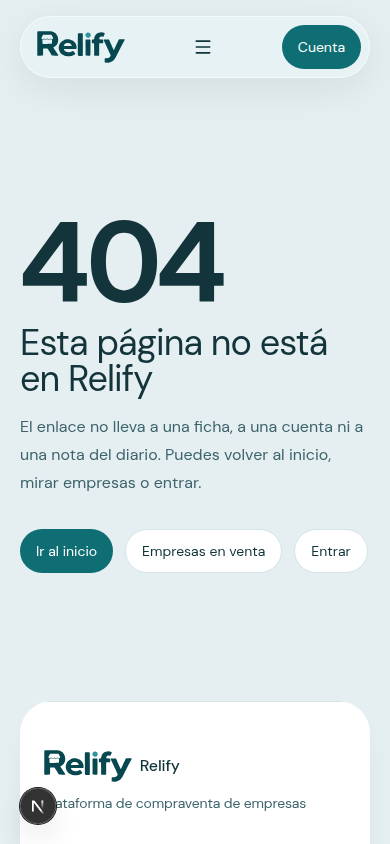 Relify
Cuenta
404
Esta página no está
en Relify
El enlace no lleva a una ficha, a una cuenta ni a
una nota del diario. Puedes volver al inicio,
mirar empresas o entrar.
Ir al inicio
Empresas en venta
Entrar
Relify Relify
N
de compraventa de empresas